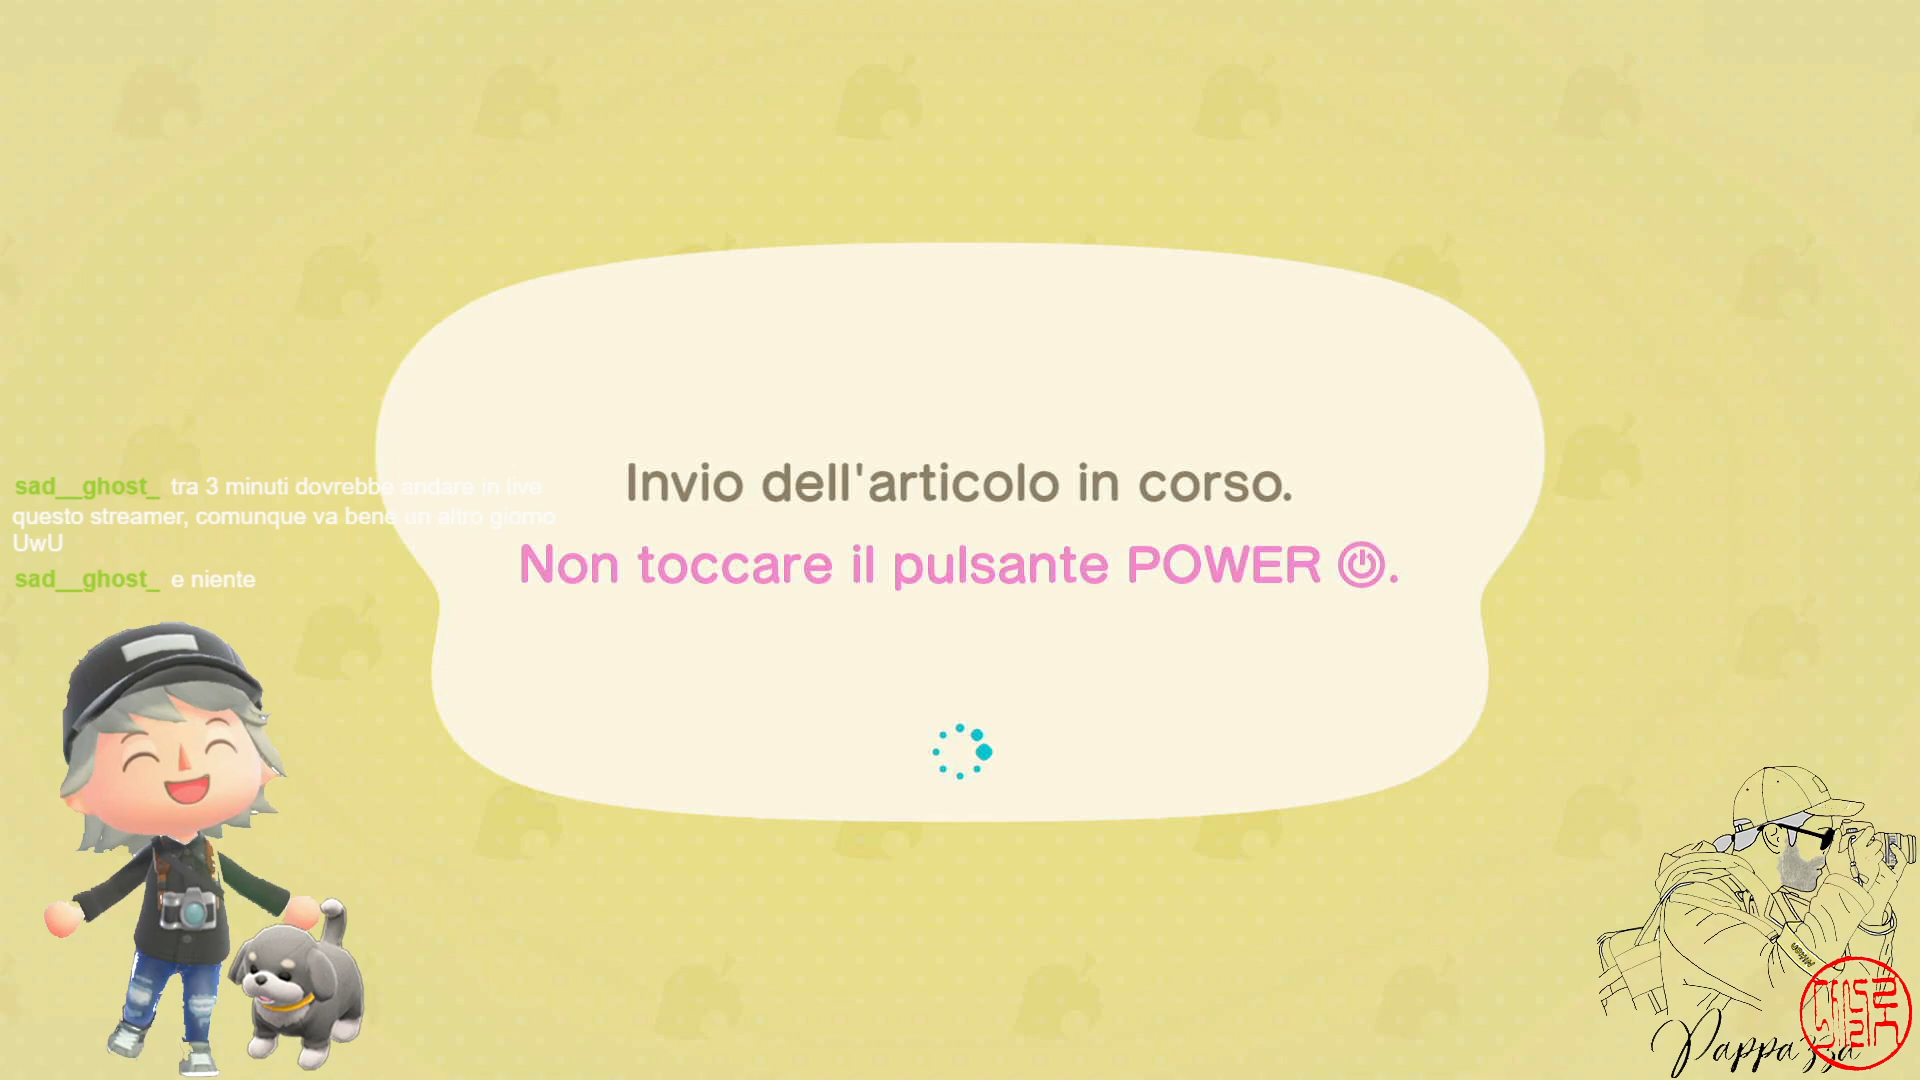 Invio dell'articolo in corso.
Non toccare il pulsante POWER.
sad__ghost_ tra 3 minuti dovrebbe andare in live
questo streamer, comunque va bene un altro giorno
UwU
sad__ghost_ e niente
Pappazza